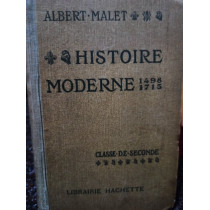 ALBERT·MALET
HISTOIRE
MODERNE 1498
1715
CLASSE·DE·SECONDE
LIBRAIRIE HACHETTE